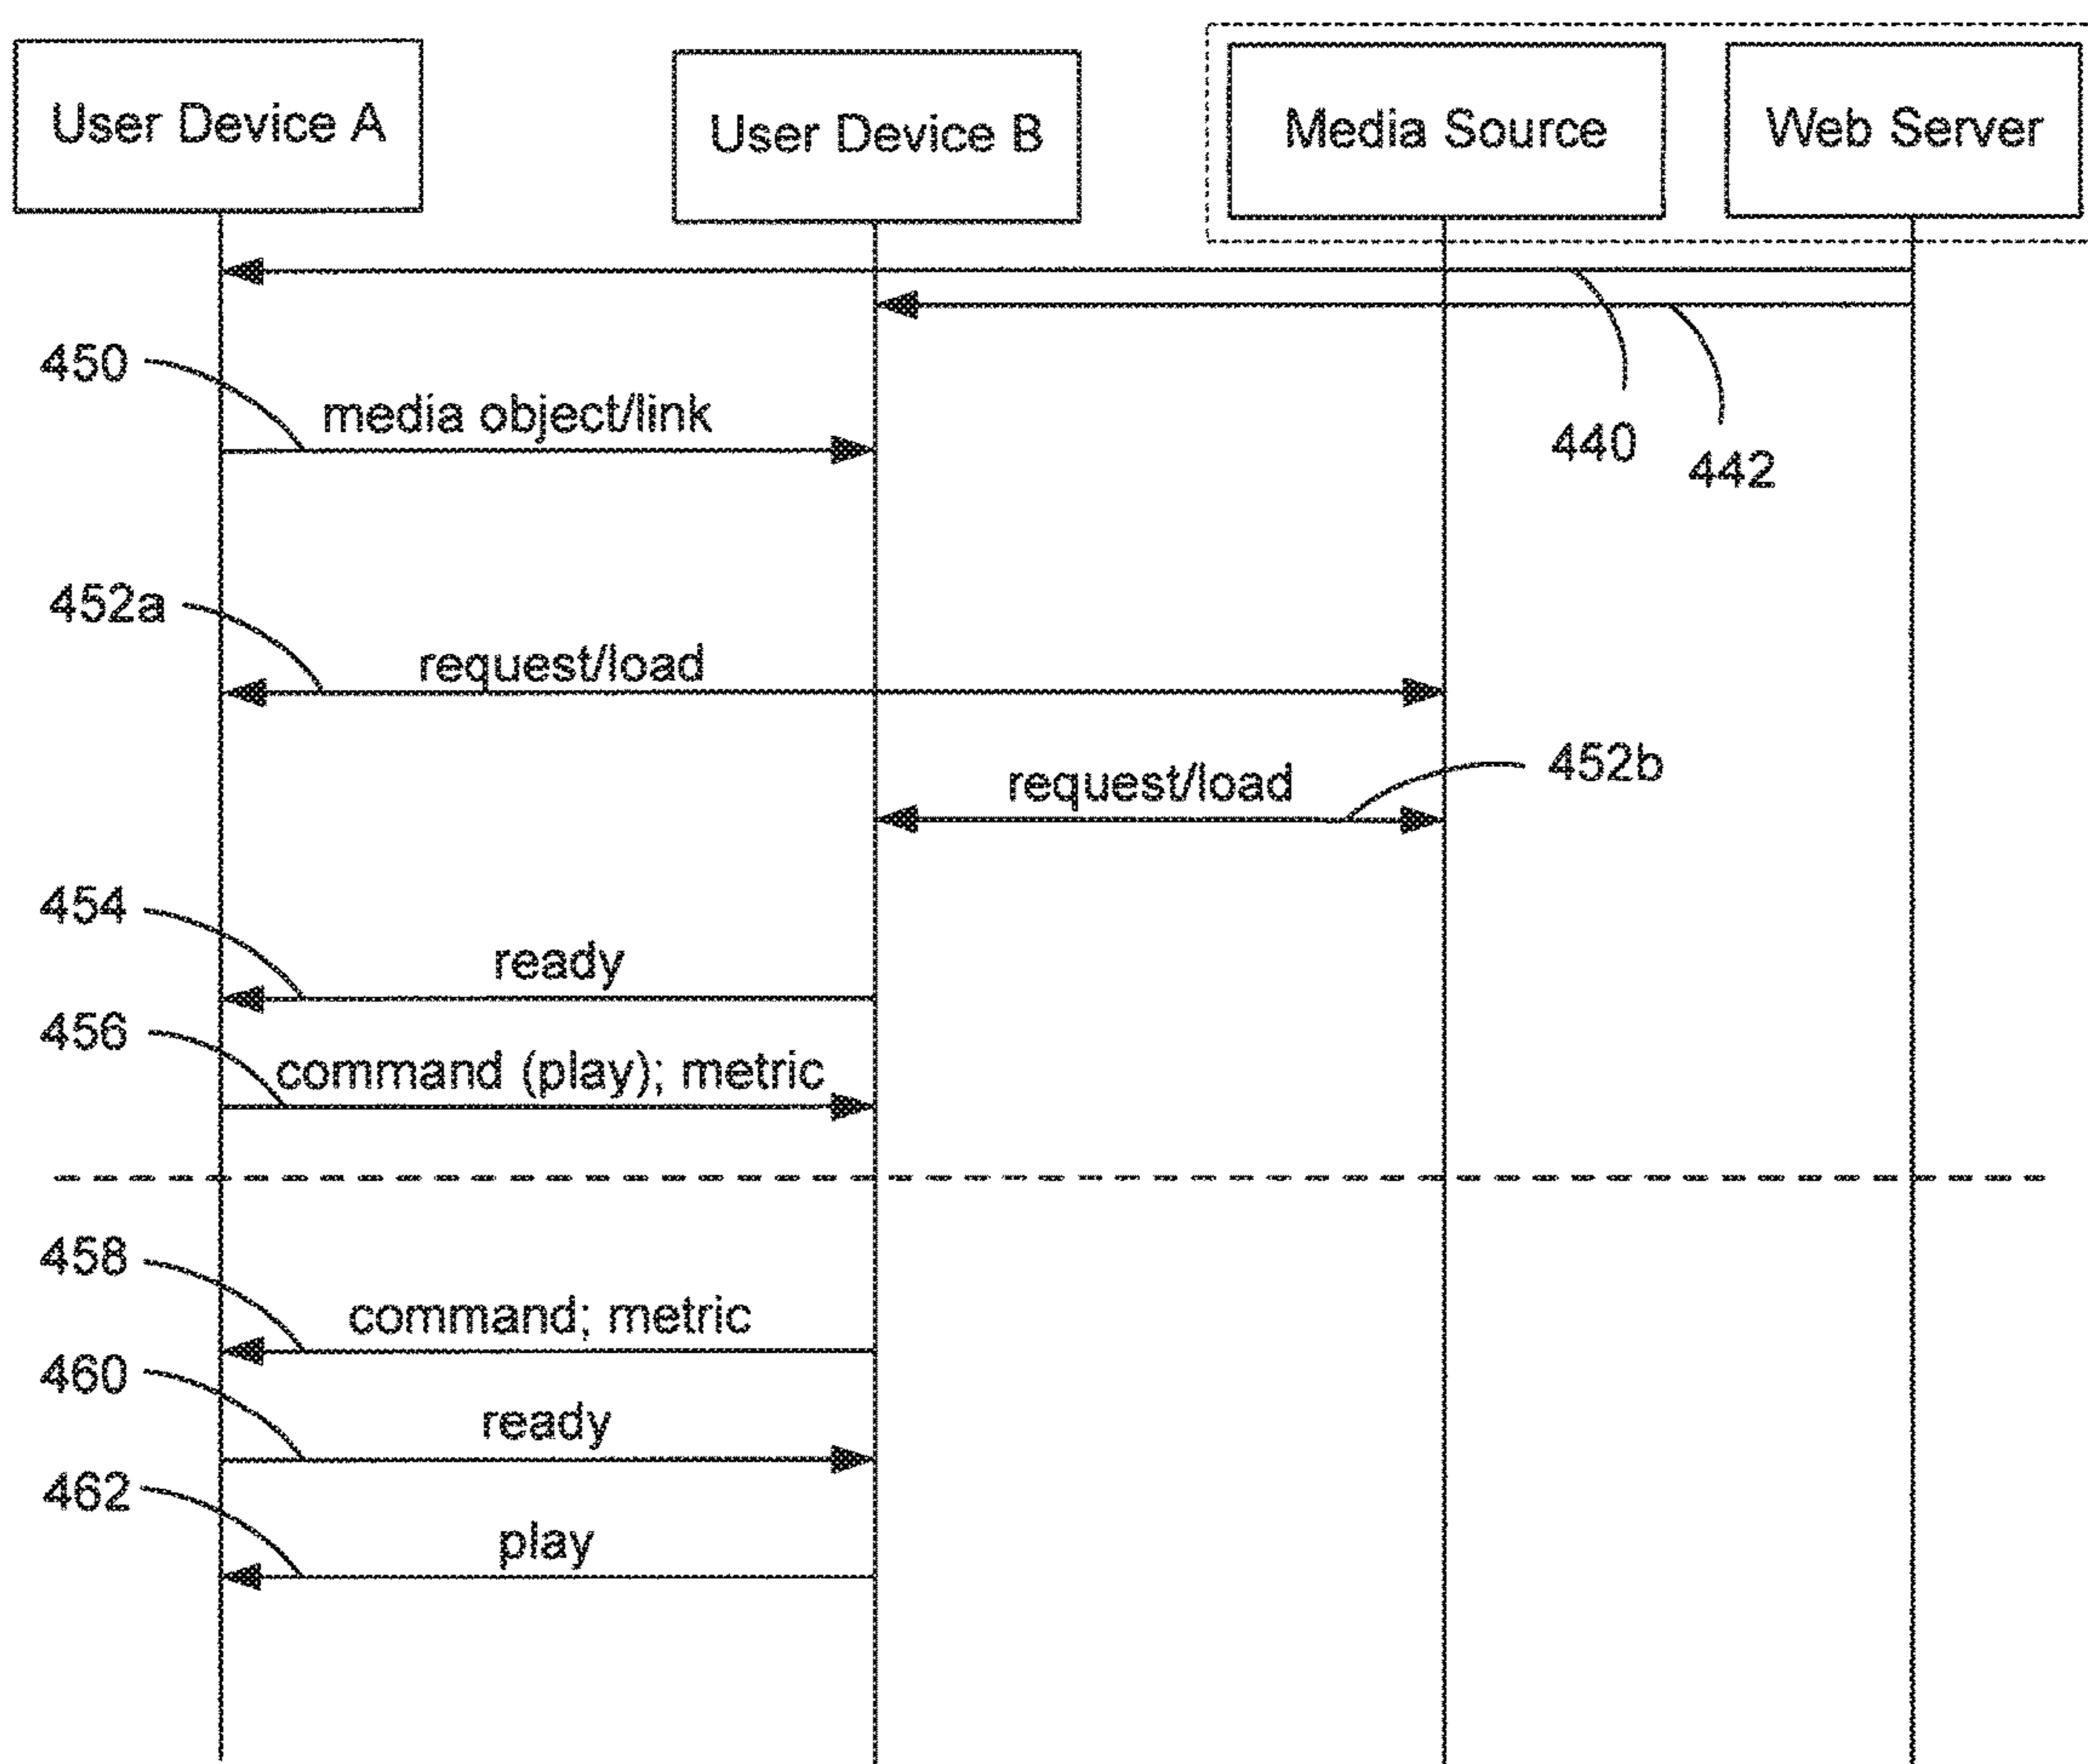 User Device A
User Device B
Media Source
Web Server
450
media object/link
440
442
452a
request/load
request/load
452b
454
ready
456
command (play); metric
458
command; metric
460
ready
462
play